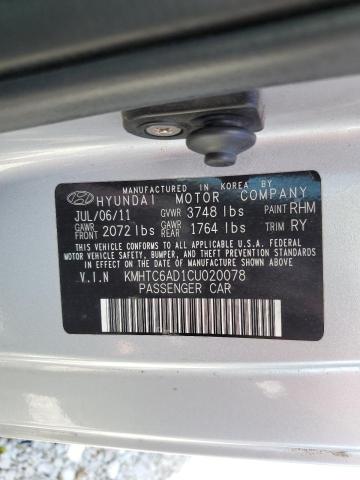 MANUFACTURED IN KOREA BY
HYUNDAI MOTOR COMPANY
JUL/06/11 GVWR 3748 lbs PAINT RHM
GAWR FRONT 2072 lbs GAWR REAR 1764 lbs TRIM RY
THIS VEHICLE CONFORMS TO ALL APPLICABLE U.S.A. FEDERAL
MOTOR VEHICLE SAFETY, BUMPER, AND THEFT PREVENTION STANDARDS
IN EFFECT ON THE DATE OF MANUFACTURE SHOWN ABOVE.
V.I.N KMHTC6AD1CU020078
PASSENGER CAR